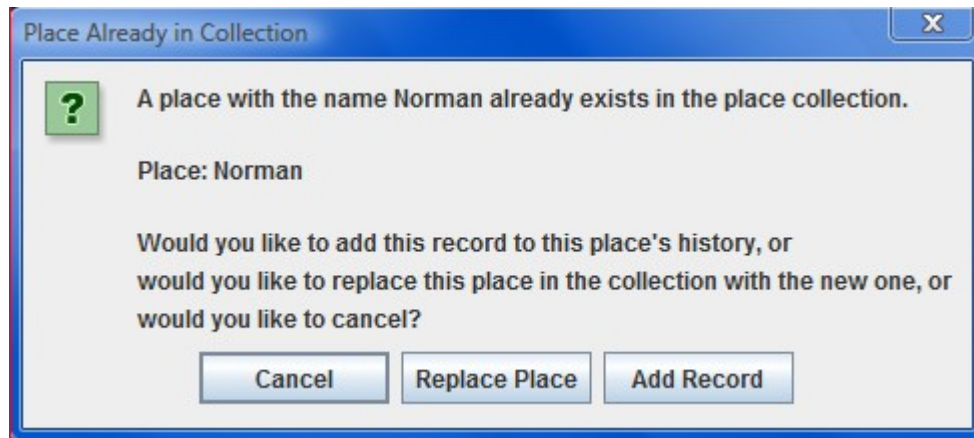 Place Already in Collection
A place with the name Norman already exists in the place collection.
Place: Norman
Would you like to add this record to this place's history, or
would you like to replace this place in the collection with the new one, or
would you like to cancel?
Cancel Replace Place Add Record